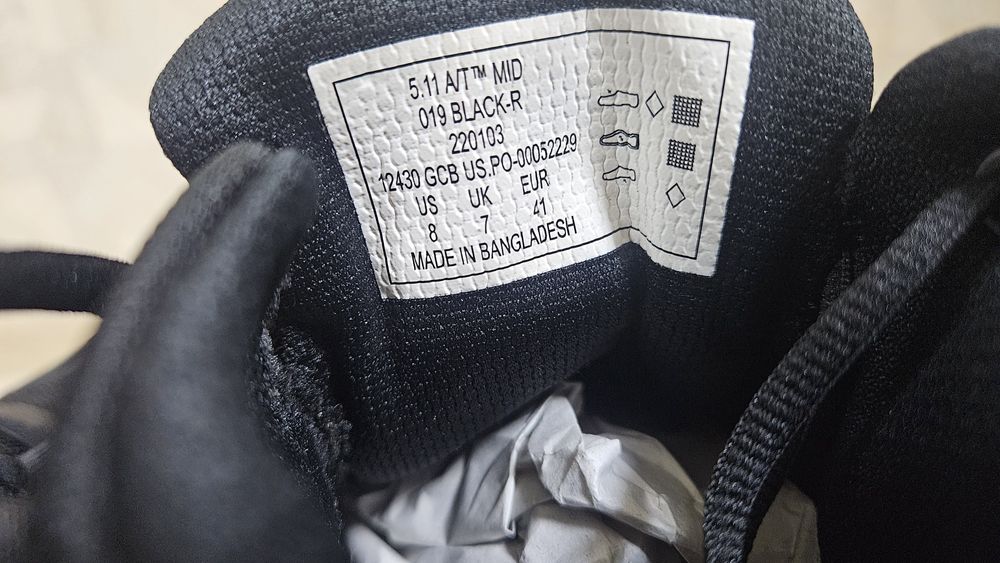 5.11 A/T™ MID
019 BLACK-R
220103
12430 GCB US.PO-00052229
US UK EUR
8 7 41
MADE IN BANGLADESH